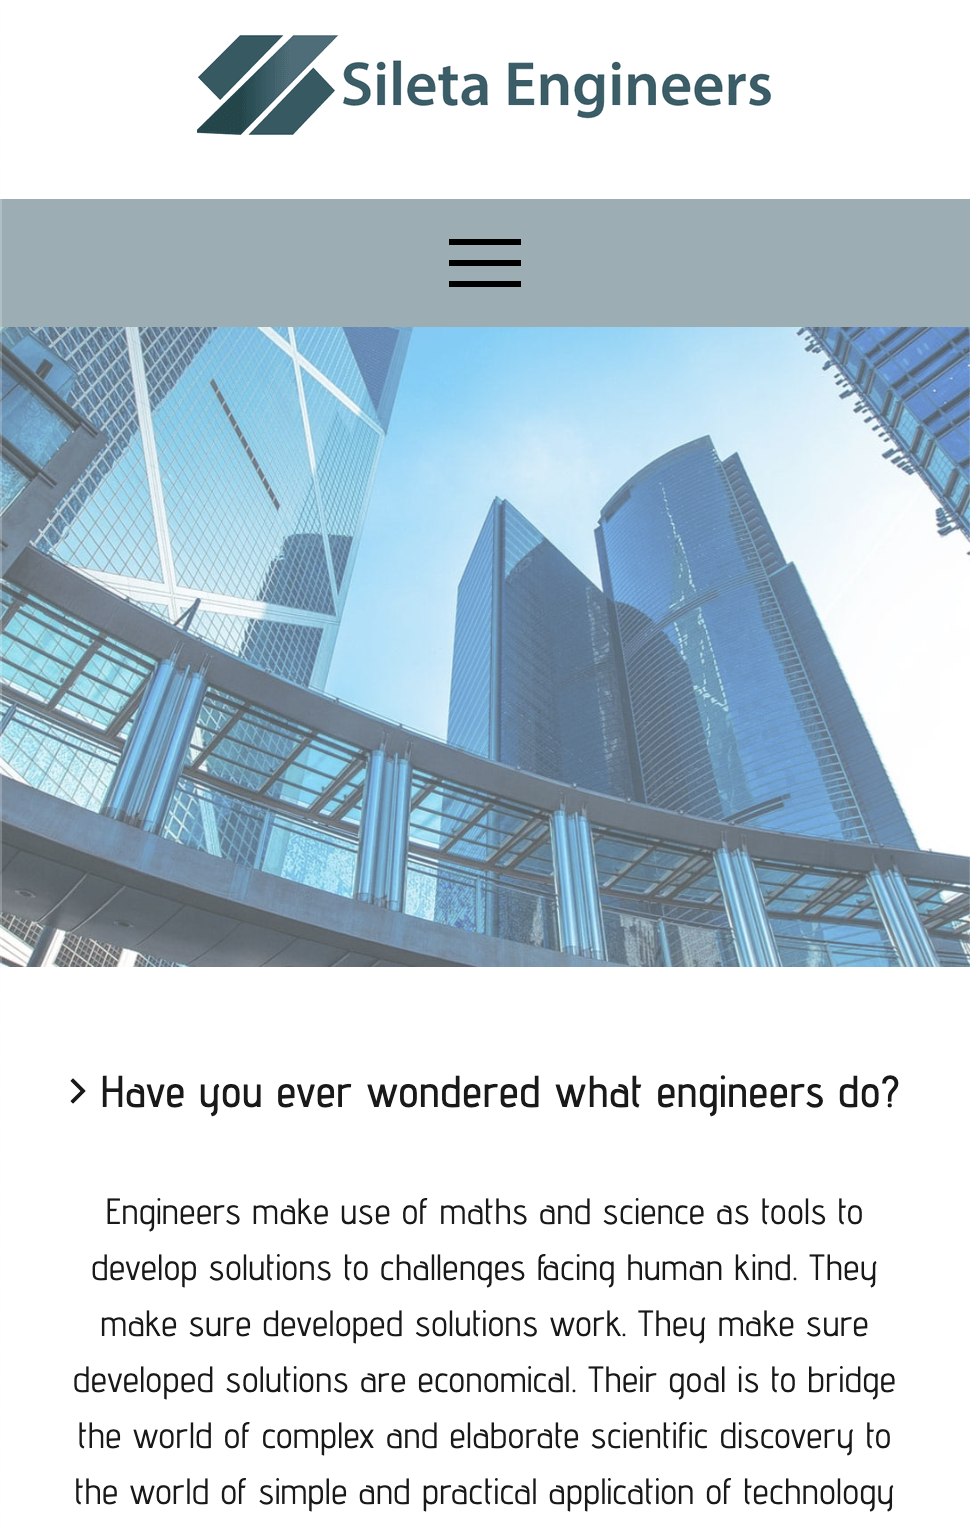 Sileta Engineers
> Have you ever wondered what engineers do?
Engineers make use of maths and science as tools to
develop solutions to challenges facing human kind. They
make sure developed solutions work. They make sure
developed solutions are economical. Their goal is to bridge
the world of complex and elaborate scientific discovery to
the world of simple and practical application of technology